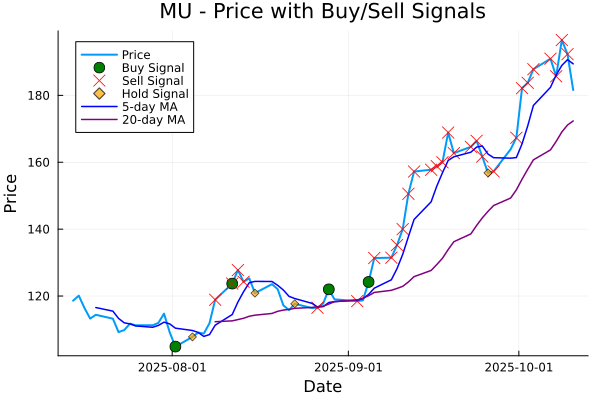 MU - Price with Buy/Sell Signals
Price
Buy Signal
Sell Signal
Hold Signal
5-day MA
20-day MA
180
160
140
120
Price
2025-08-01
2025-09-01
2025-10-01
Date